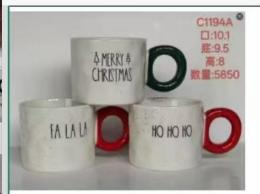 C1194A
口:10.1
底:9.5
高:8
数量:5850
MERRY
CHRISTMAS
FA LA LA
HO HO HO